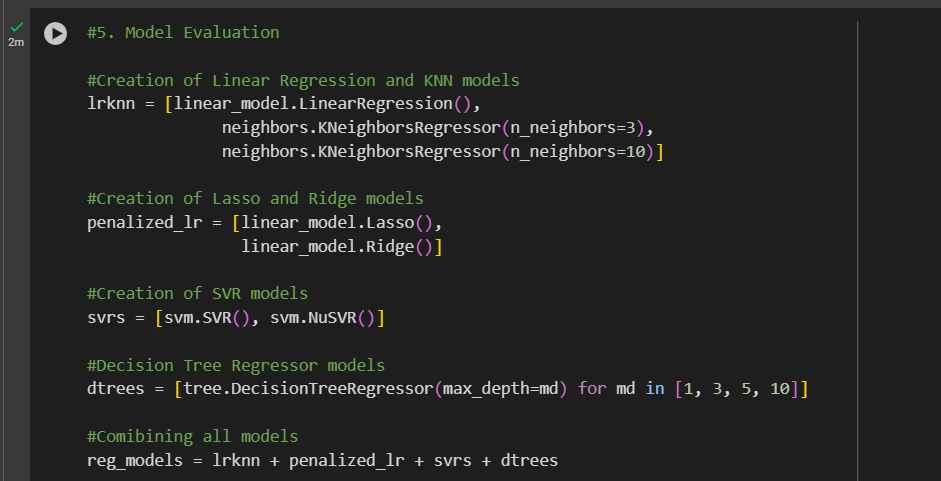 2m
#5. Model Evaluation
#Creation of Linear Regression and KNN models
lrknn = [linear_model.LinearRegression(),
neighbors.KNeighborsRegressor(n_neighbors=3),
neighbors.KNeighborsRegressor(n_neighbors=10)]
#Creation of Lasso and Ridge models
penalized_lr = [linear_model.Lasso(),
linear_model.Ridge()]
#Creation of SVR models
svrs = [svm.SVR(), svm.NuSVR()]
#Decision Tree Regressor models
dtrees = [tree.DecisionTreeRegressor(max_depth=md) for md in [1, 3, 5, 10]]
#Comibining all models
reg_models = lrknn + penalized_lr + svrs + dtrees